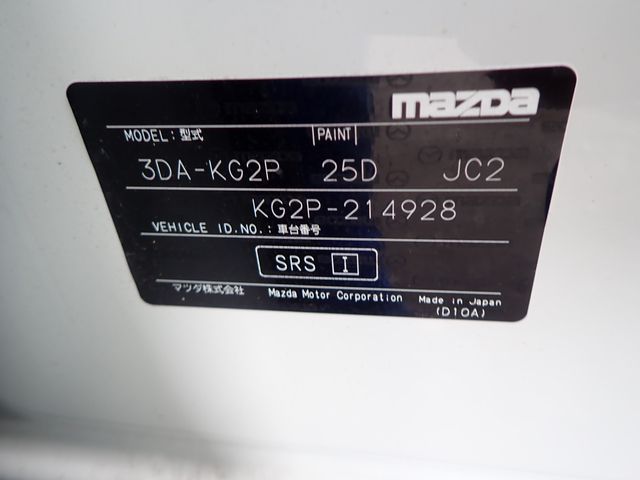 mazda
MODEL:型式 |PAINT|
3DA-KG2P 25D JC2
KG2P-214928
VEHICLE ID.NO.:車台番号
SRS I
マツダ株式会社 Mazda Motor Corporation Made in Japan
(D10A)